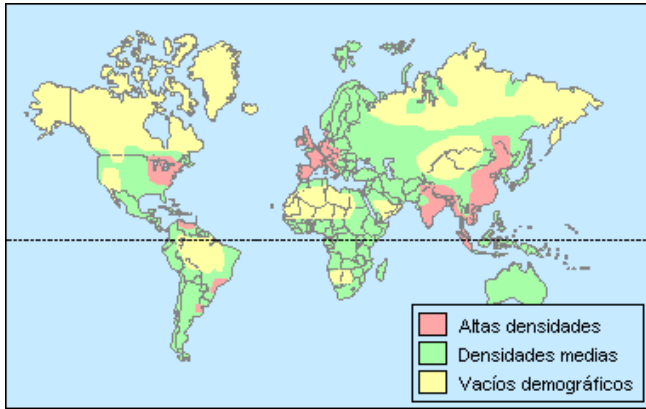 Altas densidades
Densidades medias
Vacíos demográficos